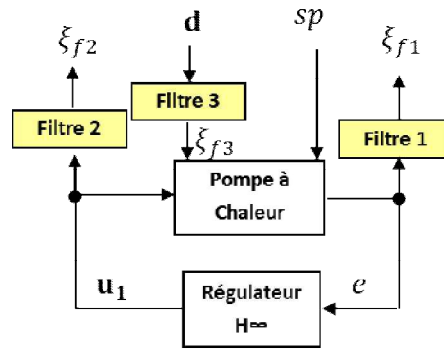 ξf2
d
sp
ξf1
Filtre 3
Filtre 2
Filtre 1
ξf3
Pompe à
Chaleur
u1
Régulateur
H∞
e